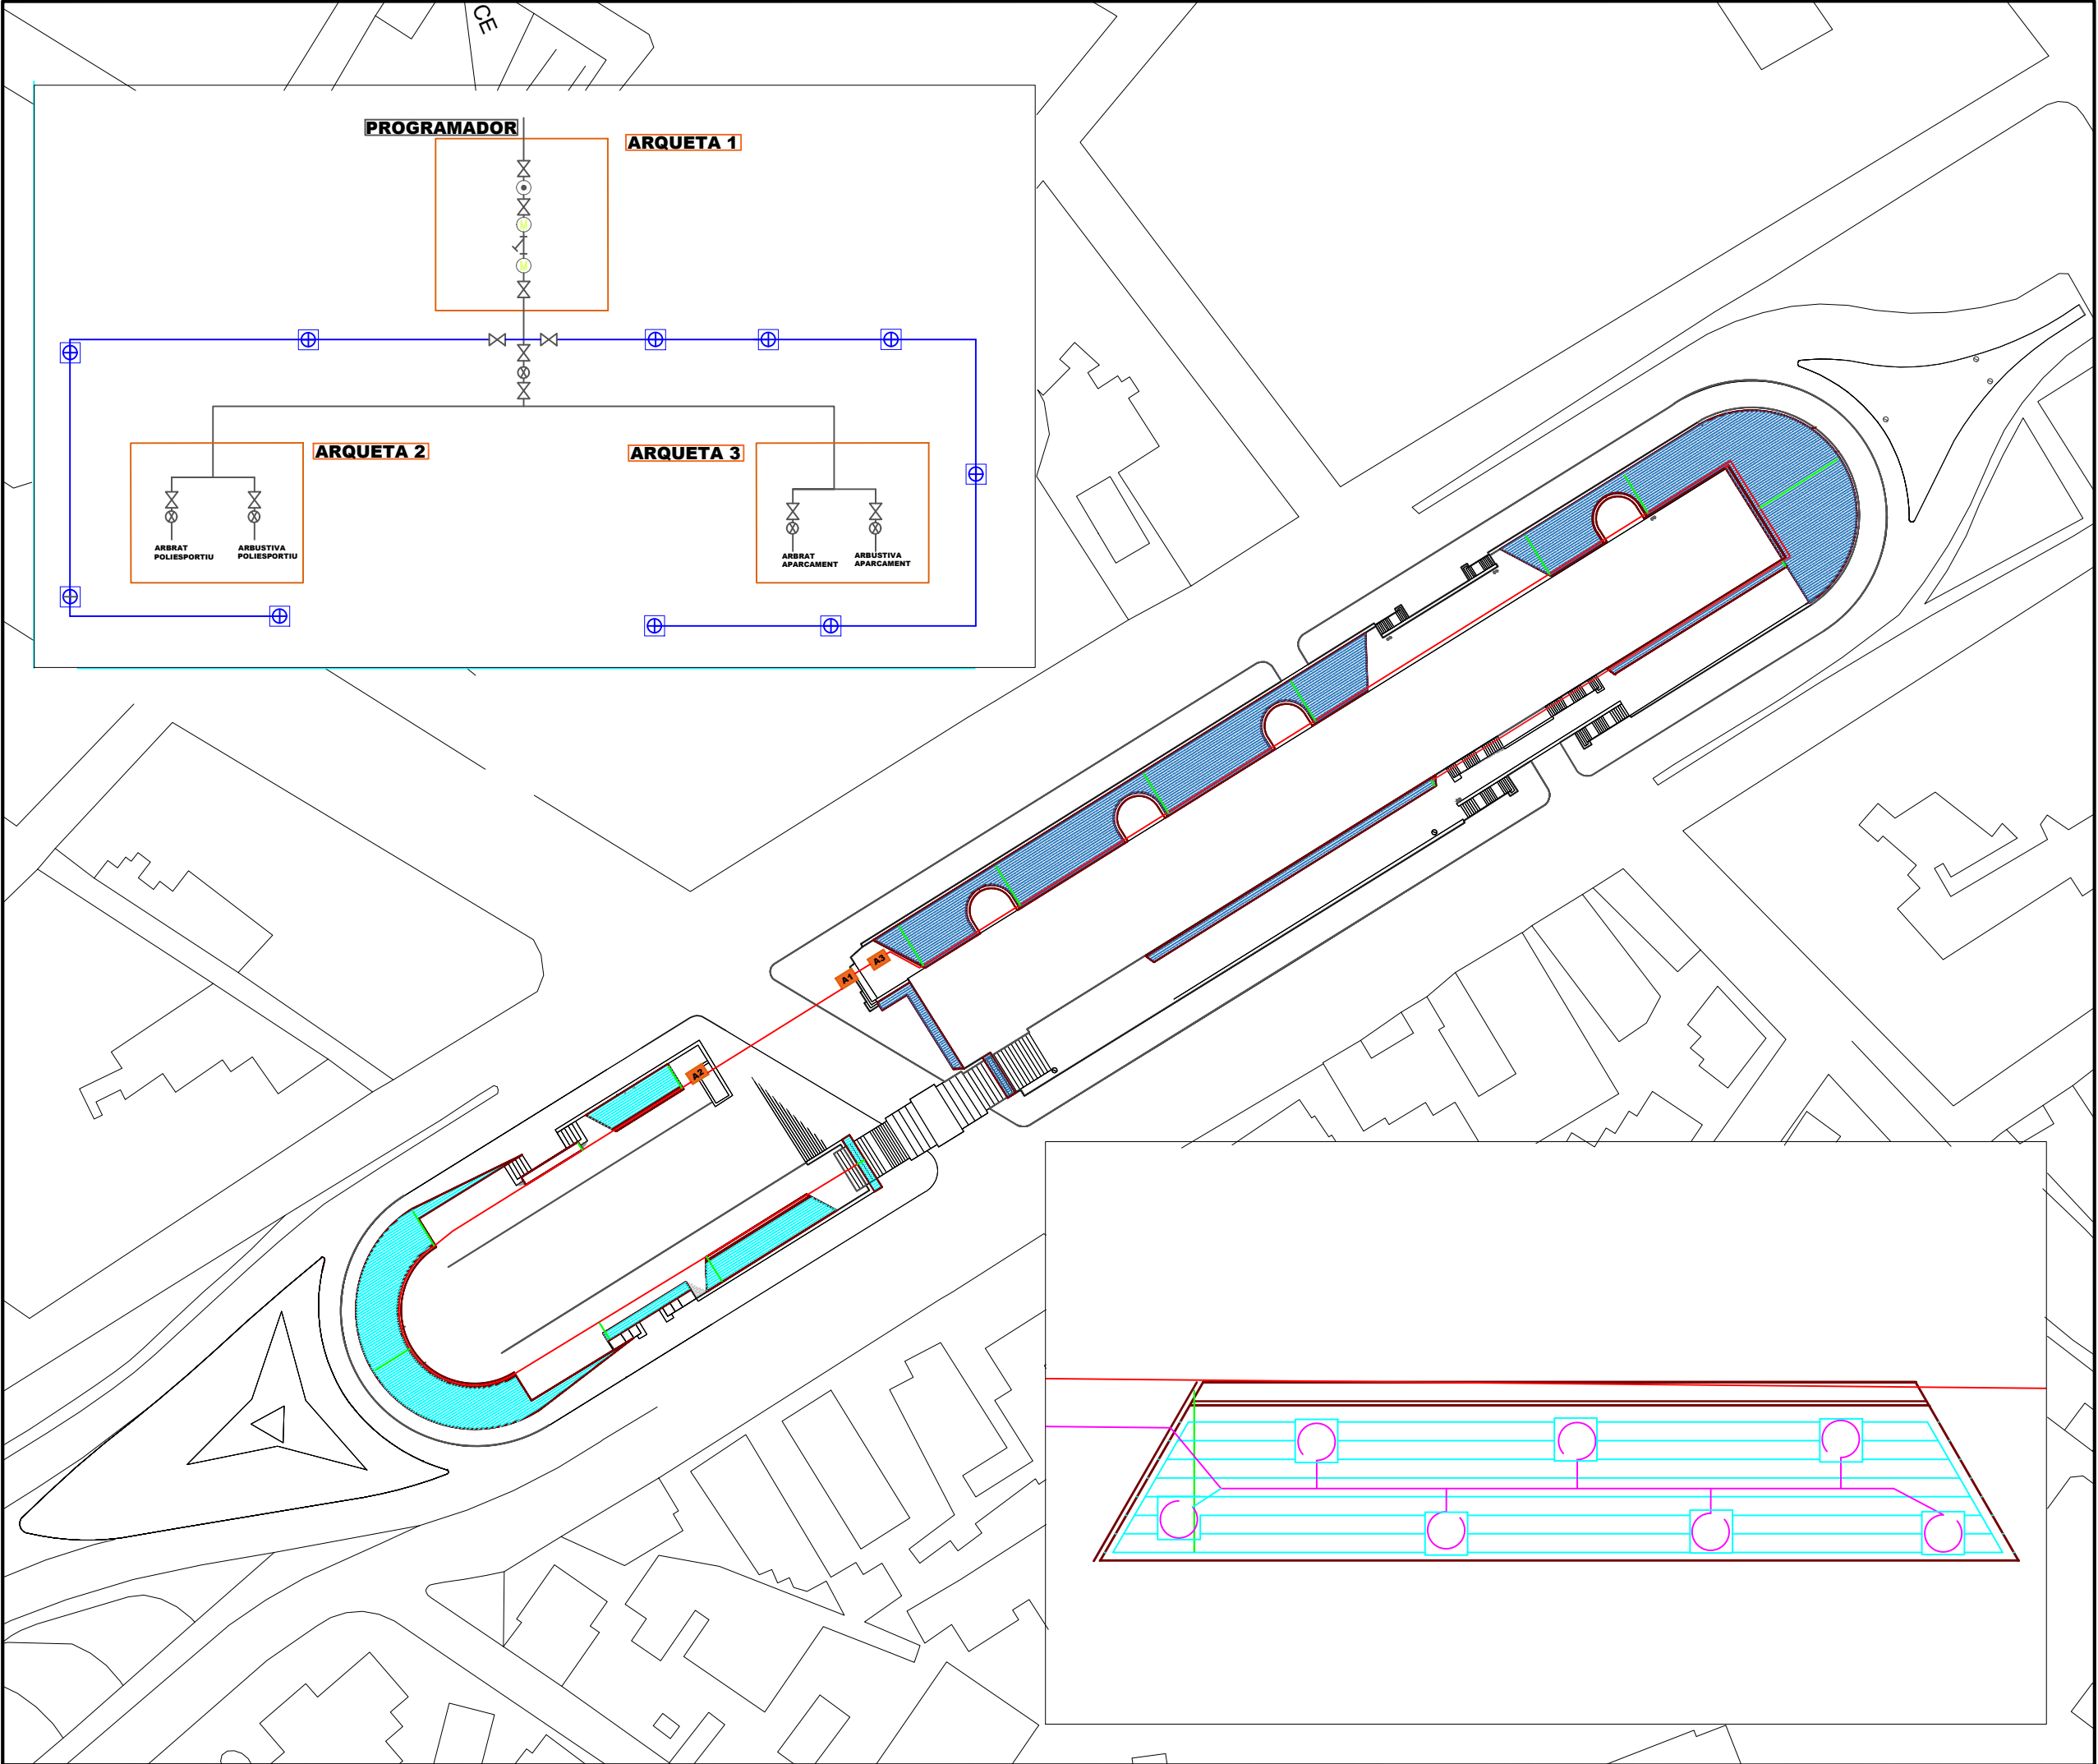 CE
PROGRAMADOR
ARQUETA 1
M
M
ARQUETA 2
ARQUETA 3
ARBRAT
POLIESPORTIU
ARBUSTIVA
POLIESPORTIU
ARBRAT
APARCAMENT
ARBUSTIVA
APARCAMENT
A1
A3
A2